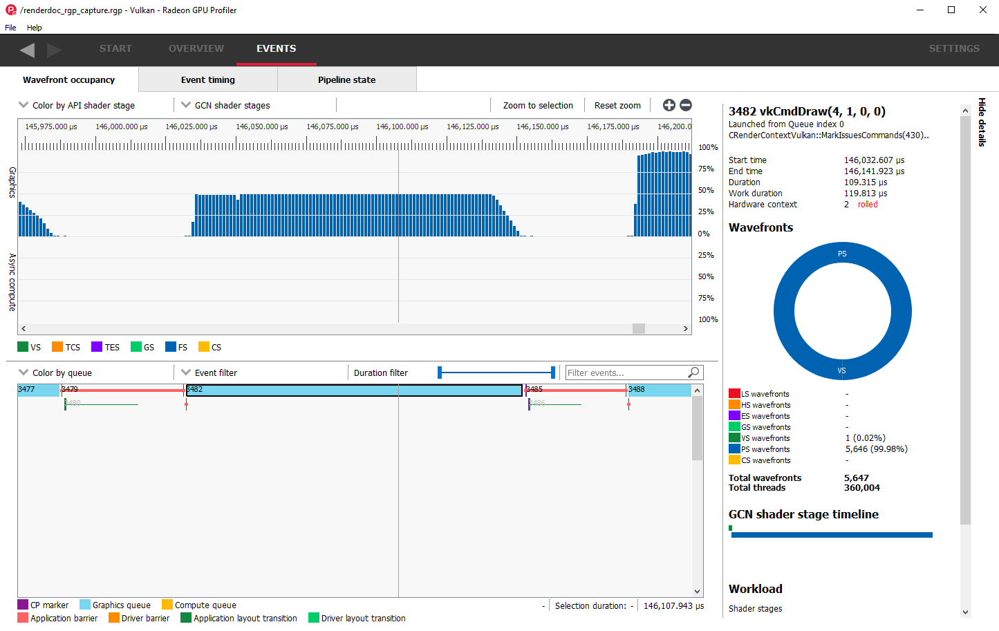 /renderdoc_rgp_capture.rgp - Vulkan - Radeon GPU Profiler
File Help
START OVERVIEW EVENTS SETTINGS
Wavefront occupancy Event timing Pipeline state
Color by API shader stage GCN shader stages Zoom to selection Reset zoom
145,975.000 µs 146,000.000 µs 146,025.000 µs 146,050.000 µs 146,075.000 µs 146,100.000 µs 146,125.000 µs 146,150.000 µs 146,175.000 µs 146,200.0
100%
75%
50%
25%
0%
25%
50%
75%
100%
Graphics
Async compute
VS TCS TES GS FS CS
Color by queue Event filter Duration filter Filter events...
3477 3479 3482 3485 3488
3480 3486
CP marker Graphics queue Compute queue
- Selection duration: - 146,107.943 µs
Application barrier Driver barrier Application layout transition Driver layout transition
Hide details
3482 vkCmdDraw(4, 1, 0, 0)
Launched from Queue index 0
CRenderContextVulkan::MarkIssuesCommands(430)..
Start time 146,032.607 µs
End time 146,141.923 µs
Duration 109.315 µs
Work duration 119.813 µs
Hardware context 2 rolled
Wavefronts
PS
VS
LS wavefronts -
HS wavefronts -
ES wavefronts -
GS wavefronts -
VS wavefronts 1 (0.02%)
PS wavefronts 5,646 (99.98%)
CS wavefronts -
Total wavefronts 5,647
Total threads 360,004
GCN shader stage timeline
Workload
Shader stages